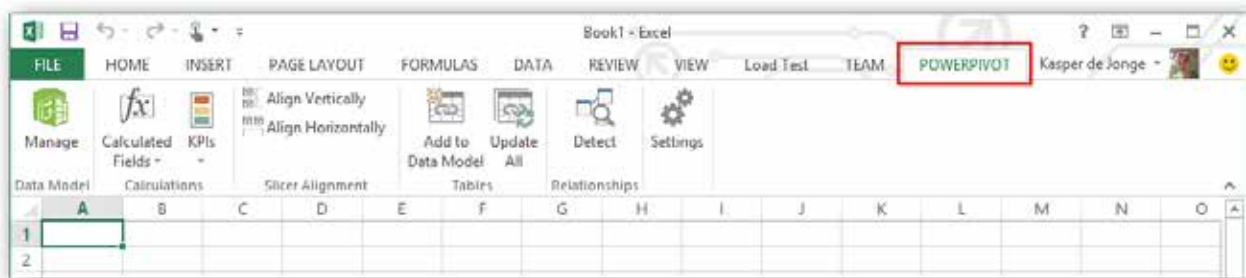 Book1 - Excel
?
FILE HOME INSERT PAGE LAYOUT FORMULAS DATA REVIEW VIEW Load Test TEAM POWERPIVOT Kasper de Jonge
fx
Align Vertically
Align Horizontally
Manage Calculated Fields KPIs Add to Data Model Update All Detect Settings
Data Model Calculations Slicer Alignment Tables Relationships
A B C D E F G H I J K L M N O
1
2